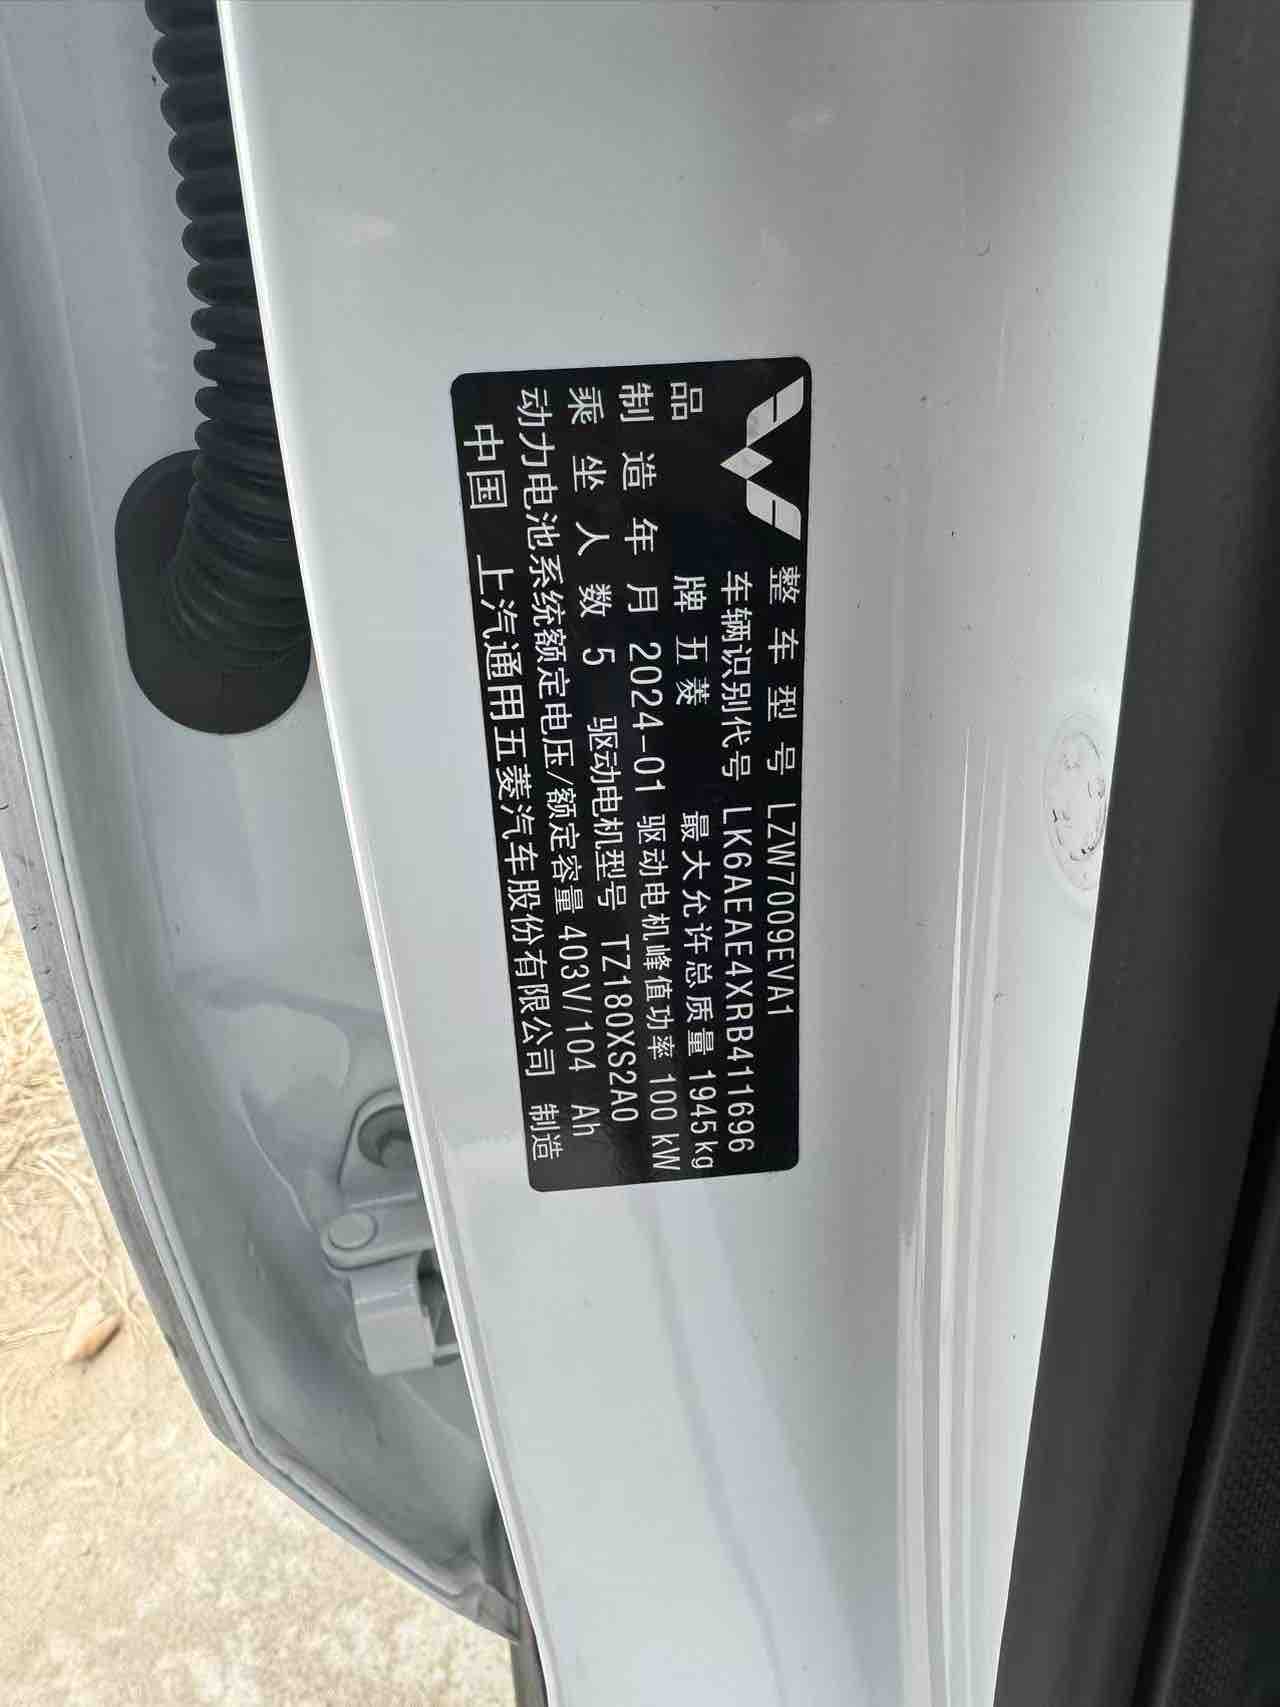 整车型号 LZW7009EVA1
车辆识别代号 LK6AEAE4XRB411696
品牌 五菱 最大允许总质量 1945kg
制造年月 2024-01 驱动电机峰值功率 100kW
乘坐人数 5 驱动电机型号 TZ180XS2A0
动力电池系统额定电压/额定容量 403V/104 Ah
中国 上汽通用五菱汽车股份有限公司 制造